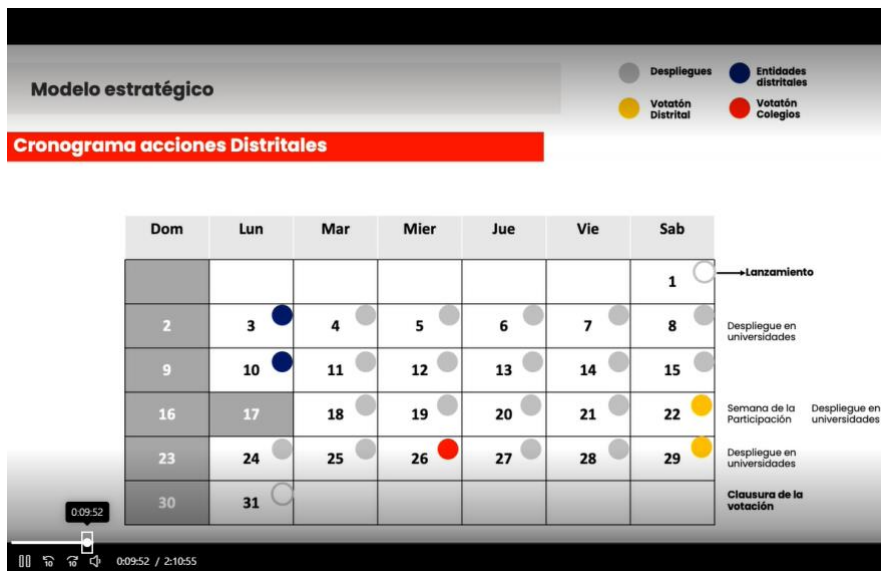 Modelo estratégico
Despliegues
Entidades
distritales
Votatón
Distrital
Votatón
Colegios
Cronograma acciones Distritales
Dom Lun Mar Mier Jue Vie Sab
1 Lanzamiento
2 3 4 5 6 7 8
Despliegue en
universidades
9 10 11 12 13 14 15
16 17 18 19 20 21 22
Semana de la
Participación
Despliegue en
universidades
23 24 25 26 27 28 29
Despliegue en
universidades
30 31
Clausura de la
votación
0:09:52
10 10 0:09:52 / 2:10:55